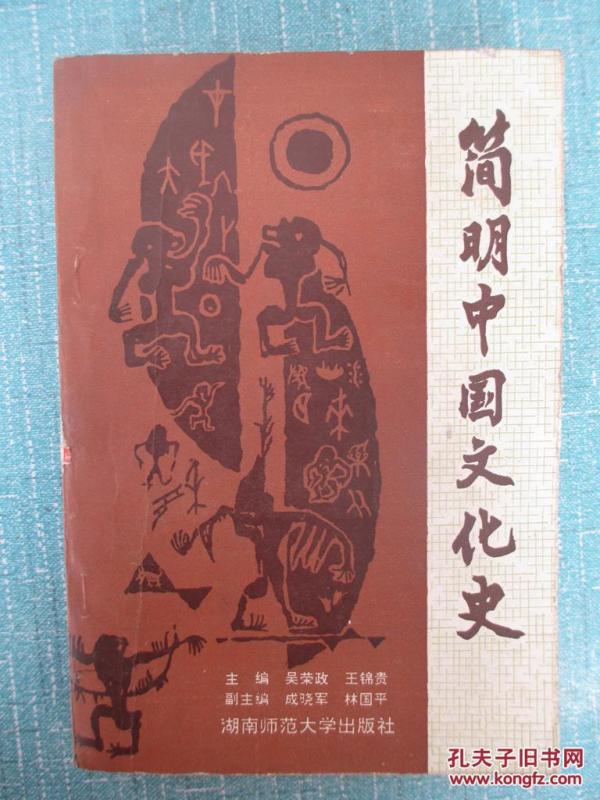 简明中国文化史
主编 吴荣政 王锦贵
副主编 成晓军 林国平
湖南师范大学出版社
孔夫子旧书网
www.kongfz.com